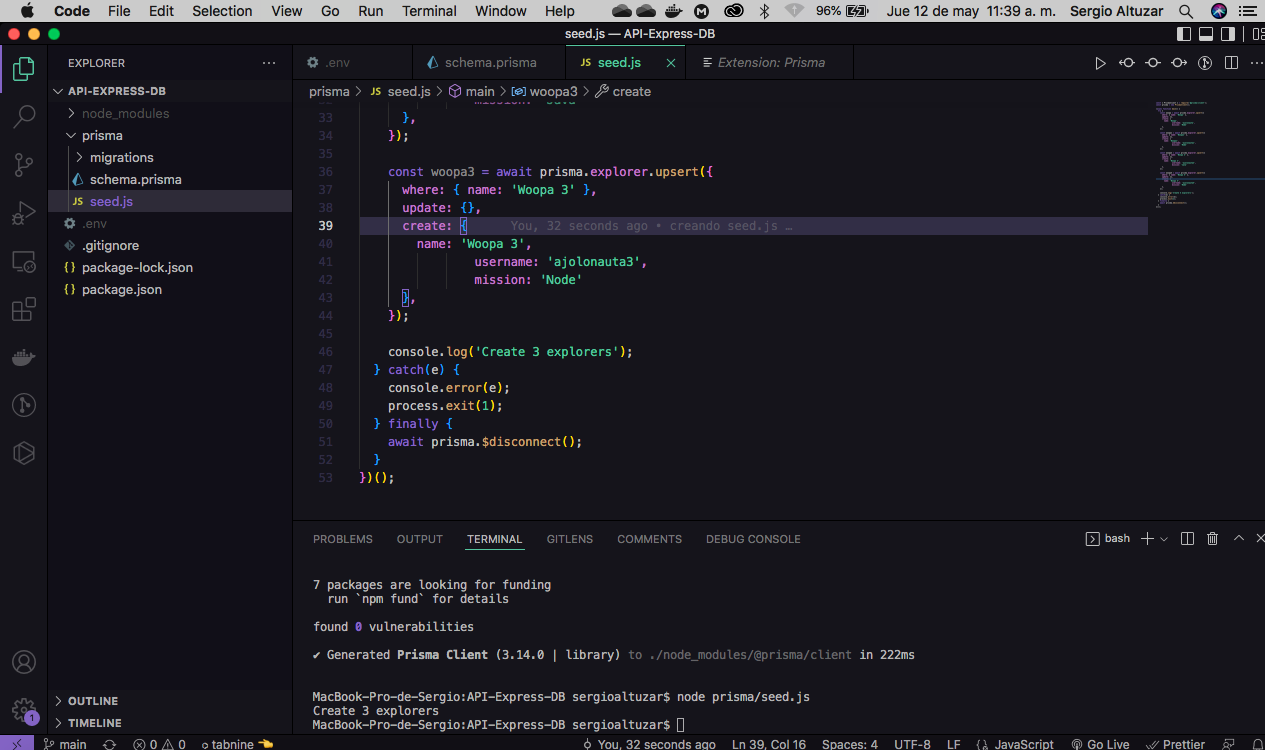 Code File Edit Selection View Go Run Terminal Window Help 96% Jue 12 de may 11:39 a. m. Sergio Altuzar
seed.js — API-Express-DB
EXPLORER
.env schema.prisma JS seed.js Extension: Prisma
API-EXPRESS-DB
prisma > JS seed.js > main > woopa3 > create
node_modules
prisma
migrations
schema.prisma
JS seed.js
.env
.gitignore
{} package-lock.json
{} package.json
33 },
34 });
35
36 const woopa3 = await prisma.explorer.upsert({
37 where: { name: 'Woopa 3' },
38 update: {},
39 create: { You, 32 seconds ago • creando seed.js …
40 name: 'Woopa 3',
41 username: 'ajolonauta3',
42 mission: 'Node'
43 },
44 });
45
46 console.log('Create 3 explorers');
47 } catch(e) {
48 console.error(e);
49 process.exit(1);
50 } finally {
51 await prisma.$disconnect();
52 }
53 })();
PROBLEMS OUTPUT TERMINAL GITLENS COMMENTS DEBUG CONSOLE bash
7 packages are looking for funding
run `npm fund` for details
found 0 vulnerabilities
✔ Generated Prisma Client (3.14.0 | library) to ./node_modules/@prisma/client in 222ms
MacBook-Pro-de-Sergio:API-Express-DB sergioaltuzar$ node prisma/seed.js
Create 3 explorers
MacBook-Pro-de-Sergio:API-Express-DB sergioaltuzar$
OUTLINE
TIMELINE
1
main 0 0 tabnine You, 32 seconds ago Ln 39, Col 16 Spaces: 4 UTF-8 LF {} JavaScript Go Live Prettier